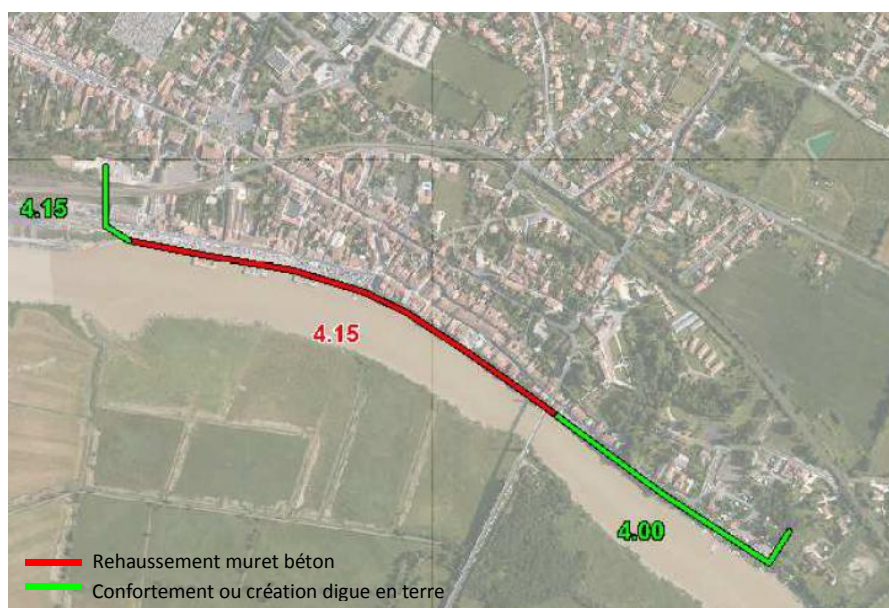 4.15
4.15
4.00
Rehaussement muret béton
Confortement ou création digue en terre